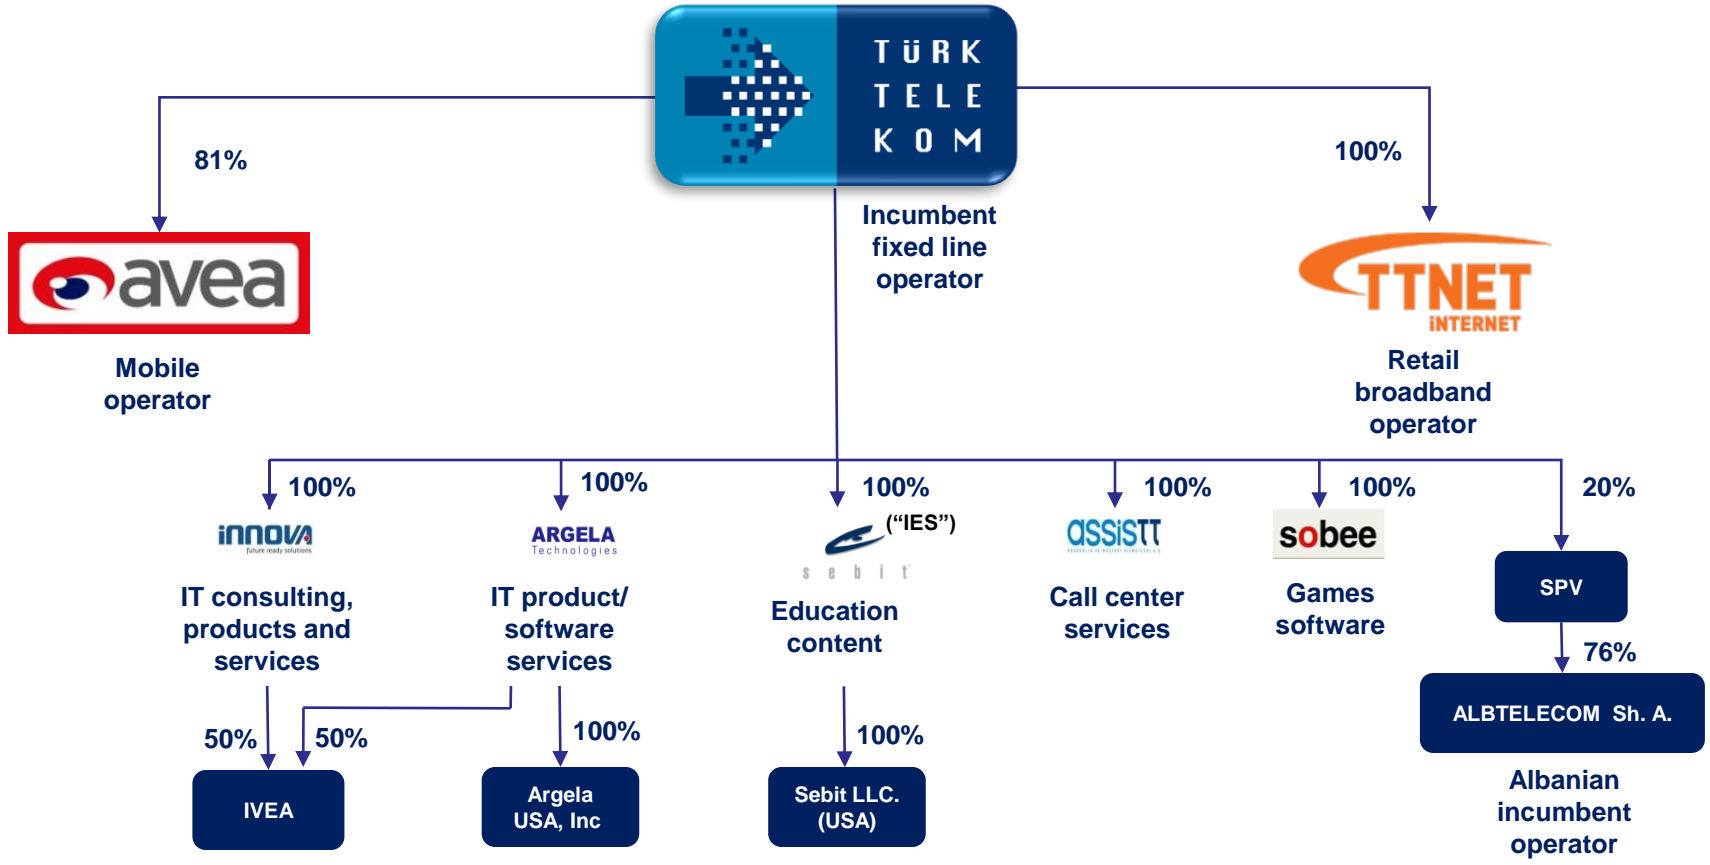 TÜRK
TELE
KOM
81%
100%
Incumbent
fixed line
operator
avea
TTNET
iNTERNET
Mobile
operator
Retail
broadband
operator
100%
100%
100%
100%
100%
20%
("IES")
iNNOVA
future ready solutions
ARGELA
Technologies
sebit
assisTT
sobee
SPV
IT consulting,
products and
services
IT product/
software
services
Education
content
Call center
services
Games
software
76%
ALBTELECOM Sh. A.
50%
50%
100%
100%
IVEA
Argela
USA, Inc
Sebit LLC.
(USA)
Albanian
incumbent
operator